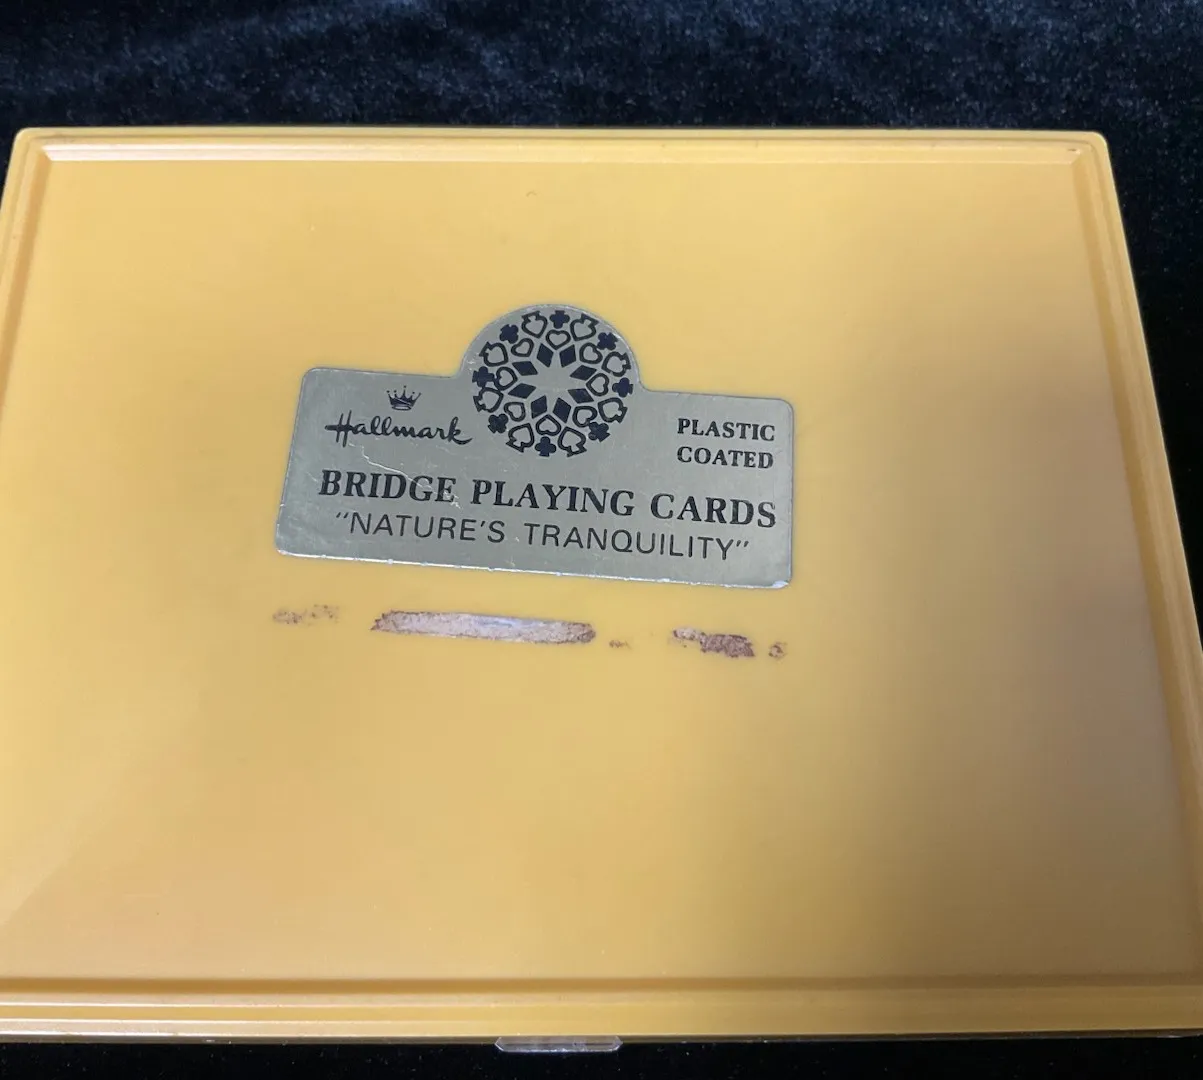 Hallmark
PLASTIC
COATED
BRIDGE PLAYING CARDS
"NATURE'S TRANQUILITY"